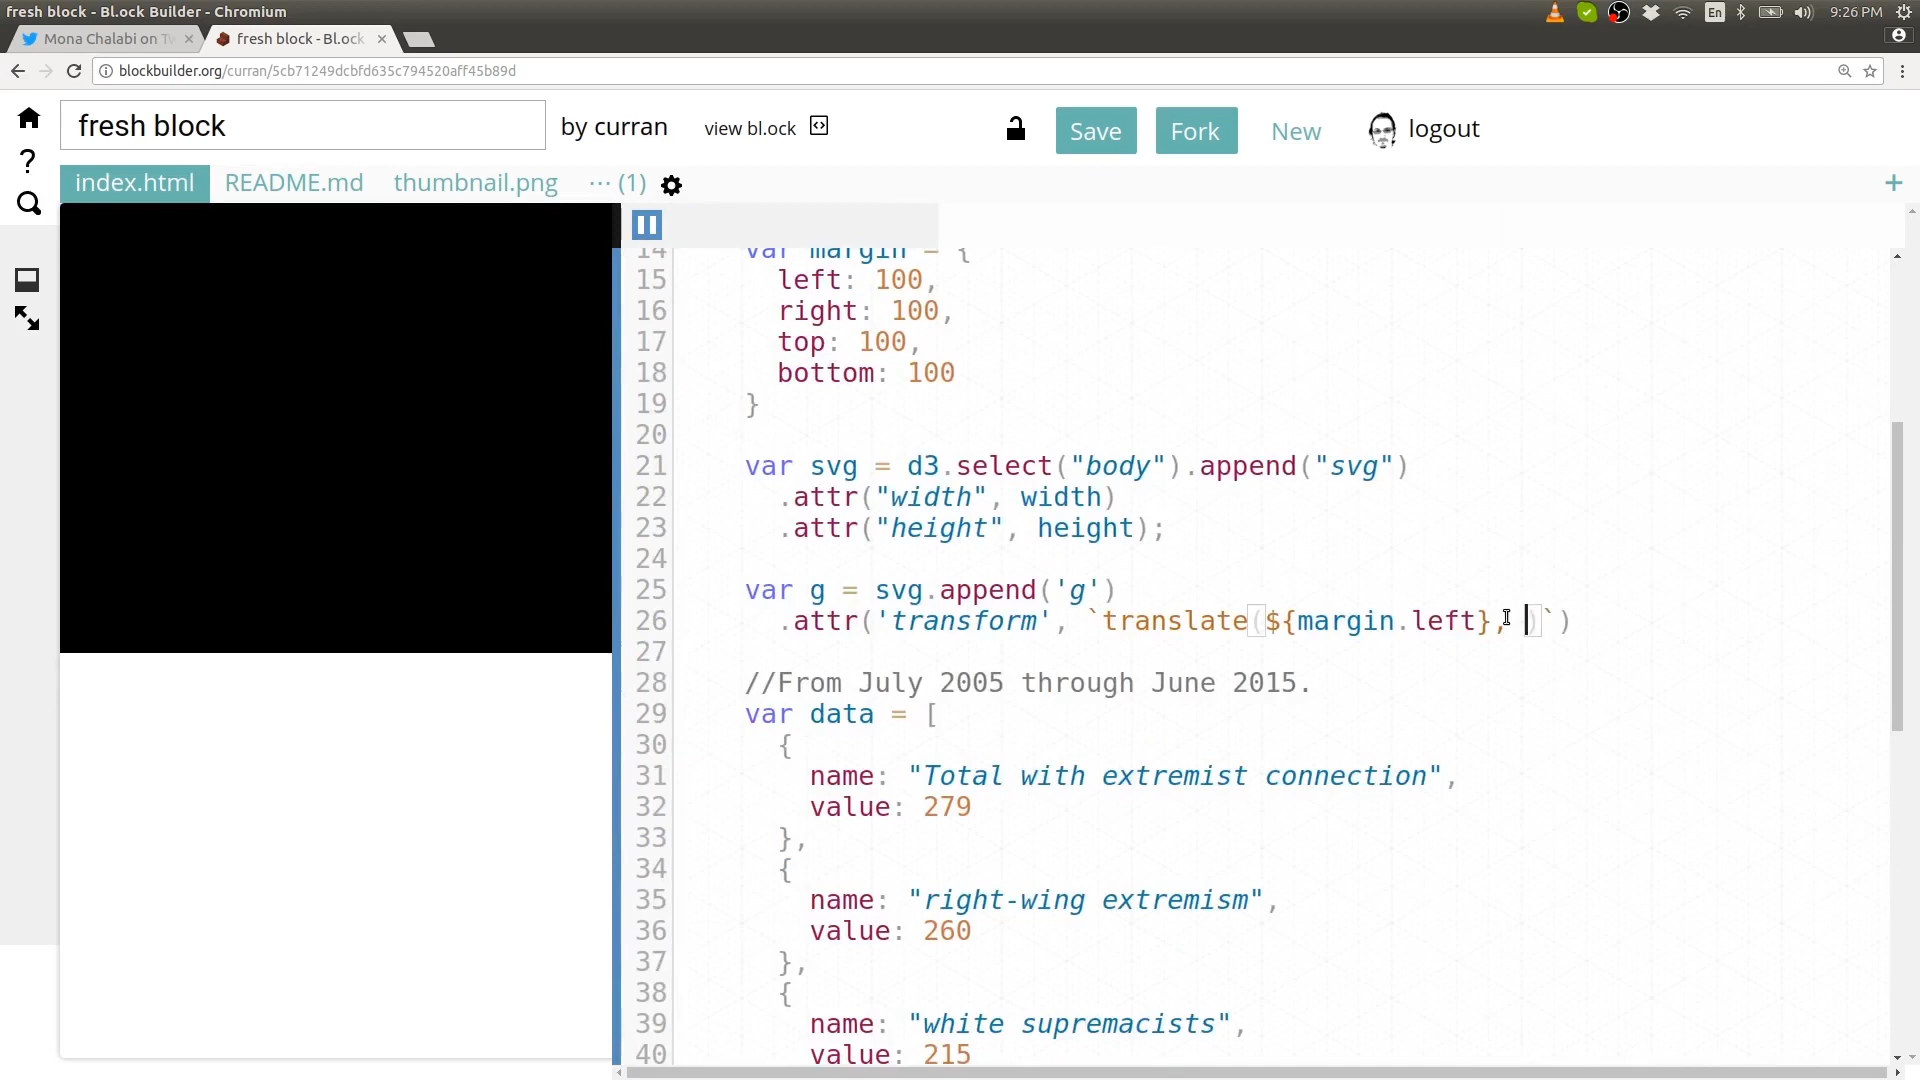 fresh block - Bl.ock Builder - Chromium
En
9:26 PM
Mona Chalabi on Tw
fresh block - Bl.ock
blockbuilder.org/curran/5cb71249dcbfd635c794520aff45b89d
fresh block
by curran
view bl.ock
Save
Fork
New
logout
?
index.html
README.md
thumbnail.png
··· (1)
+
14 var margin = {
15 left: 100,
16 right: 100,
17 top: 100,
18 bottom: 100
19 }
20
21 var svg = d3.select("body").append("svg")
22 .attr("width", width)
23 .attr("height", height);
24
25 var g = svg.append('g')
26 .attr('transform', `translate(${margin.left}, )`)
27
28 //From July 2005 through June 2015.
29 var data = [
30 {
31 name: "Total with extremist connection",
32 value: 279
33 },
34 {
35 name: "right-wing extremism",
36 value: 260
37 },
38 {
39 name: "white supremacists",
40 value: 215